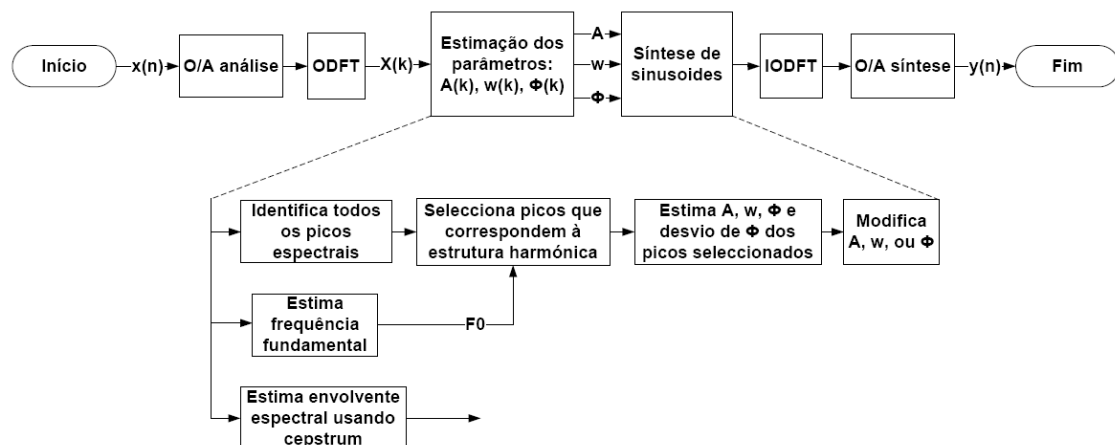 Início
x(n)
O/A análise
ODFT
X(k)
Estimação dos
parâmetros:
A(k), w(k), Φ(k)
A
w
Φ
Síntese de
sinusoides
IODFT
O/A síntese
y(n)
Fim
Identifica todos
os picos
espectrais
Selecciona picos que
correspondem à
estrutura harmónica
Estima A, w, Φ e
desvio de Φ dos
picos seleccionados
Modifica
A, w, ou Φ
Estima
frequência
fundamental
F0
Estima envolvente
espectral usando
cepstrum